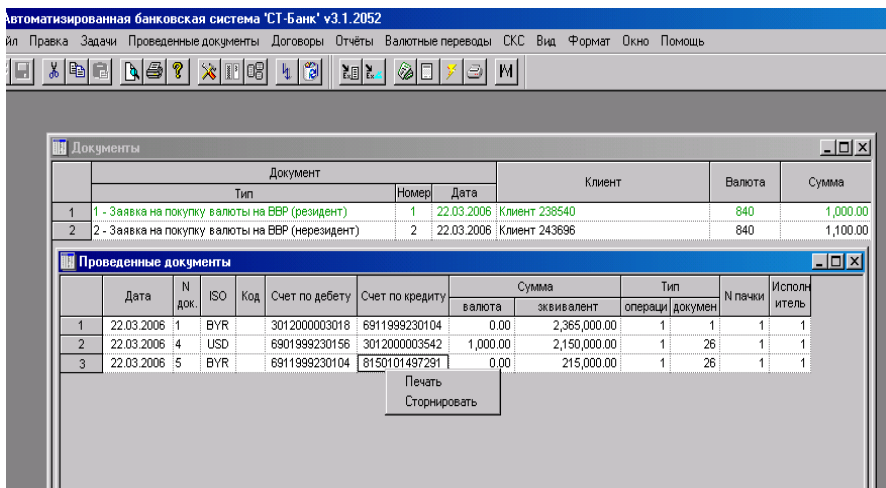 Автоматизированная банковская система 'СТ-Банк' v3.1.2052
йл Правка Задачи Проведенные документы Договоры Отчёты Валютные переводы СКС Вид Формат Окно Помощь
Документы
Документ Клиент Валюта Сумма
Тип Номер Дата
1 1 - Заявка на покупку валюты на ВВР (резидент) 1 22.03.2006 Клиент 238540 840 1,000.00
2 2 - Заявка на покупку валюты на ВВР (нерезидент) 2 22.03.2006 Клиент 243696 840 1,100.00
Проведенные документы
Дата N док. ISO Код Счет по дебету Счет по кредиту Сумма Тип N пачки Исполн итель
валюта эквивалент операци докумен
1 22.03.2006 1 BYR 3012000003018 6911999230104 0.00 2,365,000.00 1 1 1 1
2 22.03.2006 4 USD 6901999230156 3012000003542 1,000.00 2,150,000.00 1 26 1 1
3 22.03.2006 5 BYR 6911999230104 8150101497291 0.00 215,000.00 1 26 1 1
Печать
Сторнировать